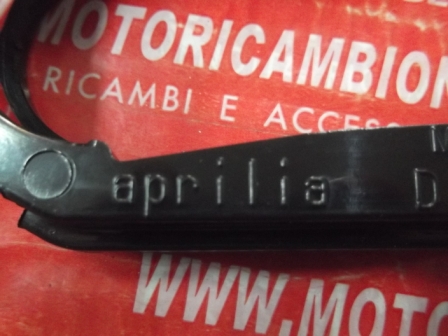 MOTORICAMBION
RICAMBI E ACCESS
aprilia D
WWW.MOTO